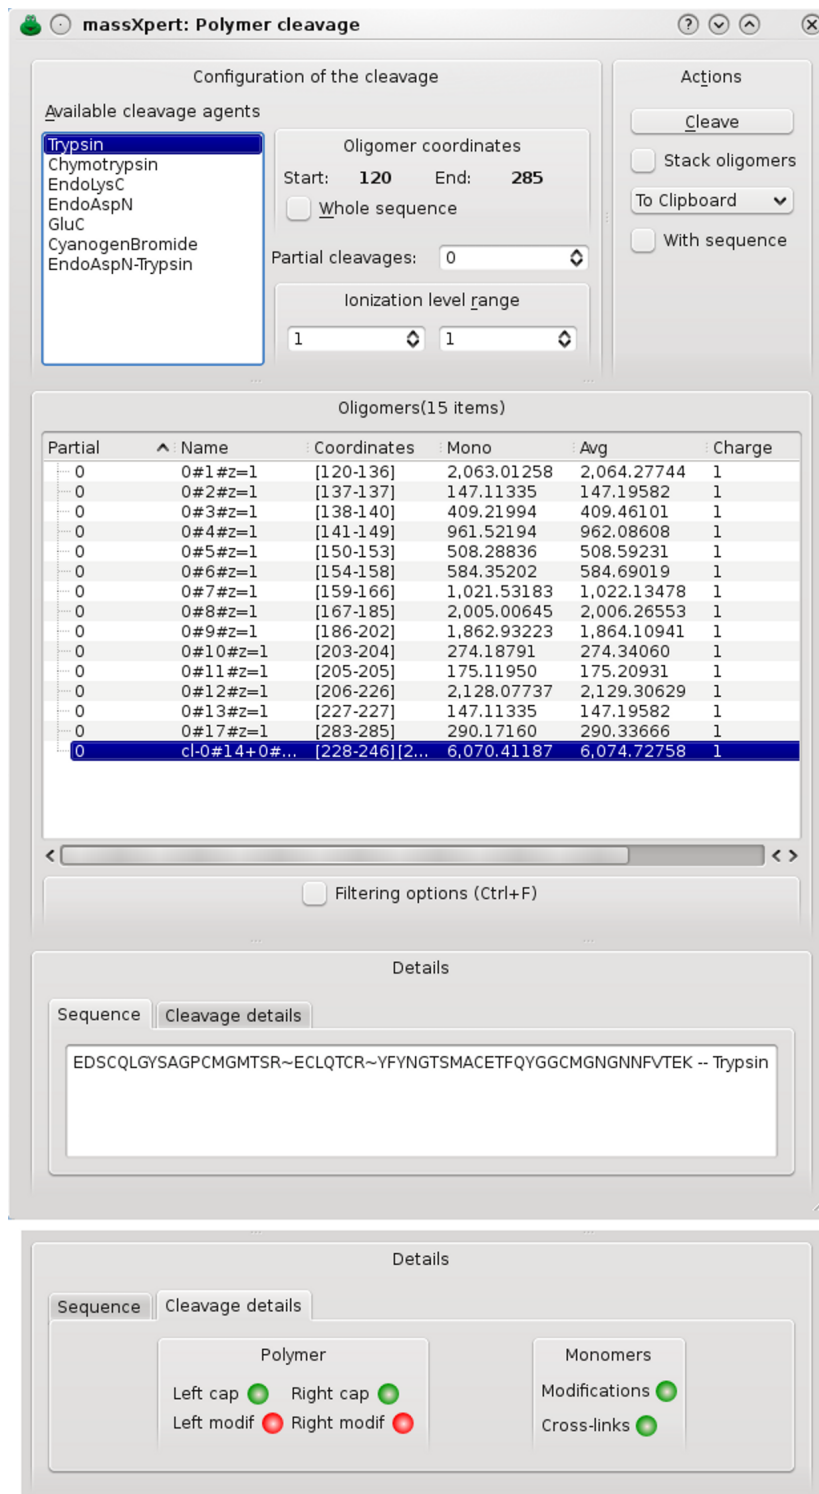 massXpert: Polymer cleavage
Configuration of the cleavage
Available cleavage agents
Trypsin
Chymotrypsin
EndoLysC
EndoAspN
GluC
CyanogenBromide
EndoAspN-Trypsin
Oligomer coordinates
Start: 120 End: 285
Whole sequence
Partial cleavages: 0
Ionization level range
1 1
Actions
Cleave
Stack oligomers
To Clipboard
With sequence
Oligomers(15 items)
Partial Name Coordinates Mono Avg Charge
0 0#1#z=1 [120-136] 2,063.01258 2,064.27744 1
0 0#2#z=1 [137-137] 147.11335 147.19582 1
0 0#3#z=1 [138-140] 409.21994 409.46101 1
0 0#4#z=1 [141-149] 961.52194 962.08608 1
0 0#5#z=1 [150-153] 508.28836 508.59231 1
0 0#6#z=1 [154-158] 584.35202 584.69019 1
0 0#7#z=1 [159-166] 1,021.53183 1,022.13478 1
0 0#8#z=1 [167-185] 2,005.00645 2,006.26553 1
0 0#9#z=1 [186-202] 1,862.93223 1,864.10941 1
0 0#10#z=1 [203-204] 274.18791 274.34060 1
0 0#11#z=1 [205-205] 175.11950 175.20931 1
0 0#12#z=1 [206-226] 2,128.07737 2,129.30629 1
0 0#13#z=1 [227-227] 147.11335 147.19582 1
0 0#17#z=1 [283-285] 290.17160 290.33666 1
0 cl-0#14+0#... [228-246][2... 6,070.41187 6,074.72758 1
Filtering options (Ctrl+F)
Details
Sequence Cleavage details
EDSCQLGYSAGPCMGMTSR~ECLQTCR~YFYNGTSMACETFQYGGCMGNGNNFVTEK -- Trypsin
Details
Sequence Cleavage details
Polymer
Left cap Right cap
Left modif Right modif
Monomers
Modifications
Cross-links